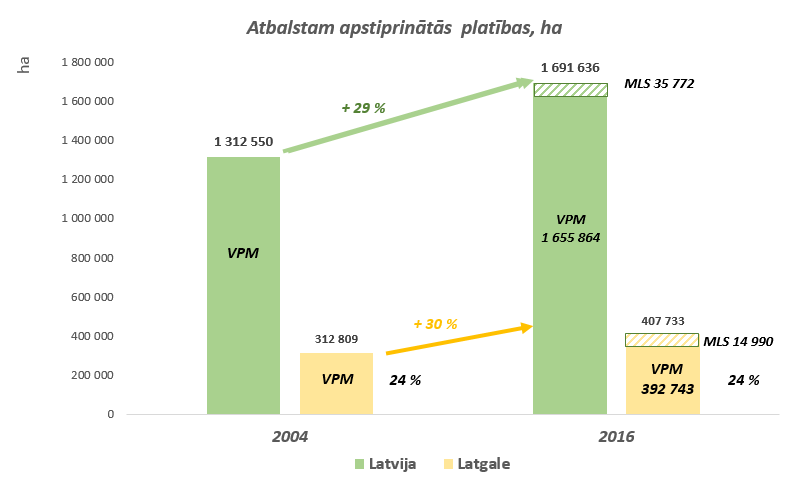 Atbalstam apstiprinātās platības, ha
ha
1 800 000
1 600 000
1 400 000
1 200 000
1 000 000
800 000
600 000
400 000
200 000
0
1 312 550
VPM
+ 29 %
312 809
VPM
24 %
+ 30 %
1 691 636
MLS 35 772
VPM
1 655 864
407 733
MLS 14 990
VPM
392 743
24 %
2004
2016
Latvija
Latgale